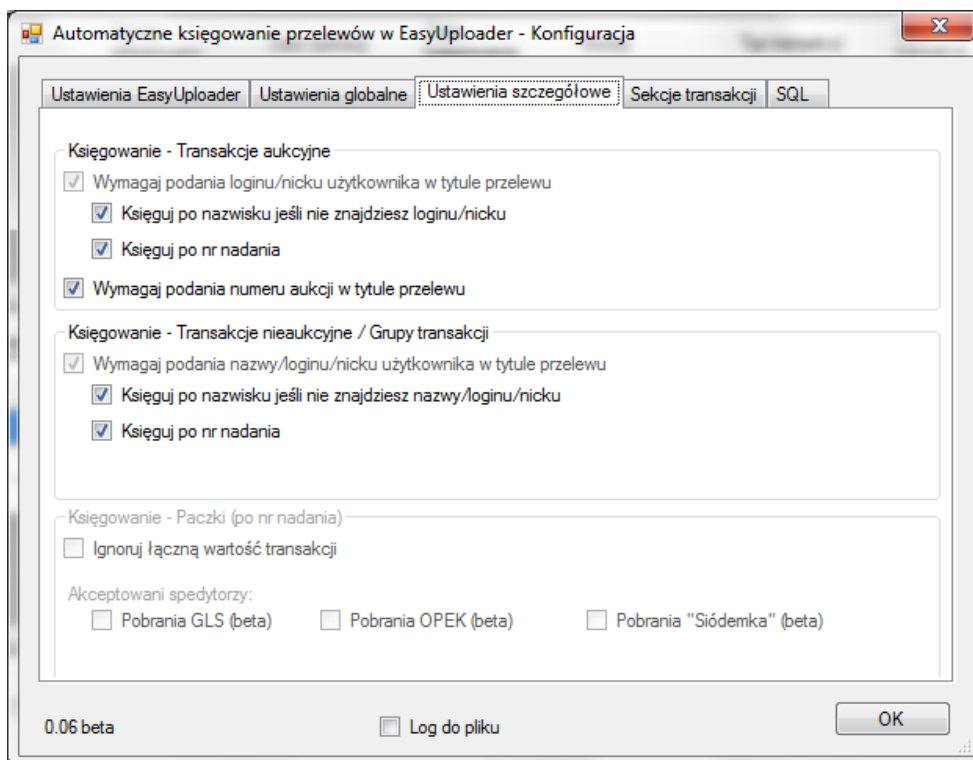 Automatyczne księgowanie przelewów w EasyUploader - Konfiguracja
Ustawienia EasyUploader Ustawienia globalne Ustawienia szczegółowe Sekcje transakcji SQL
Księgowanie - Transakcje aukcyjne
Wymagaj podania loginu/nicku użytkownika w tytule przelewu
Księguj po nazwisku jeśli nie znajdziesz loginu/nicku
Księguj po nr nadania
Wymagaj podania numeru aukcji w tytule przelewu
Księgowanie - Transakcje nieaukcyjne / Grupy transakcji
Wymagaj podania nazwy/loginu/nicku użytkownika w tytule przelewu
Księguj po nazwisku jeśli nie znajdziesz nazwy/loginu/nicku
Księguj po nr nadania
Księgowanie - Paczki (po nr nadania)
Ignoruj łączną wartość transakcji
Akceptowani spedytorzy:
Pobrania GLS (beta) Pobrania OPEK (beta) Pobrania "Siódemka" (beta)
0.06 beta Log do pliku OK